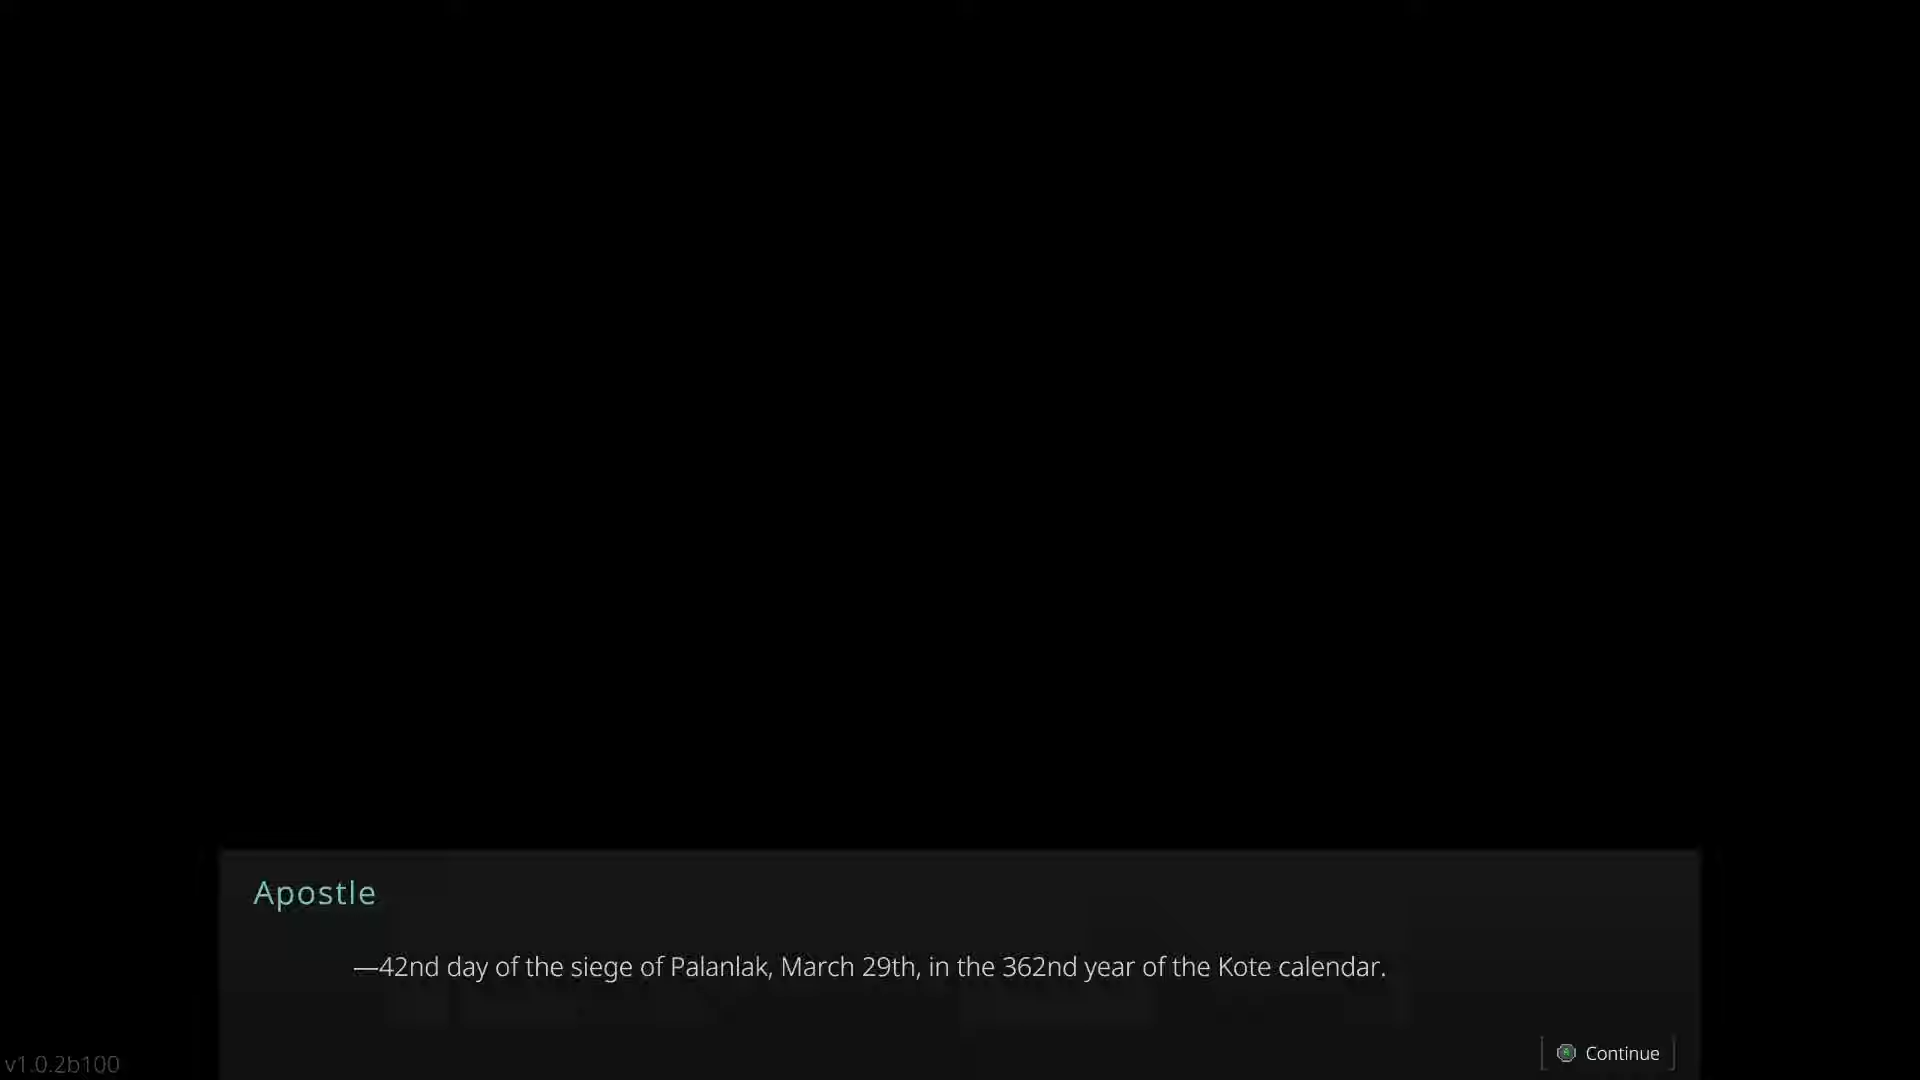 Apostle
—42nd day of the siege of Palanlak, March 29th, in the 362nd year of the Kote calendar.
Continue
v1.0.2b100